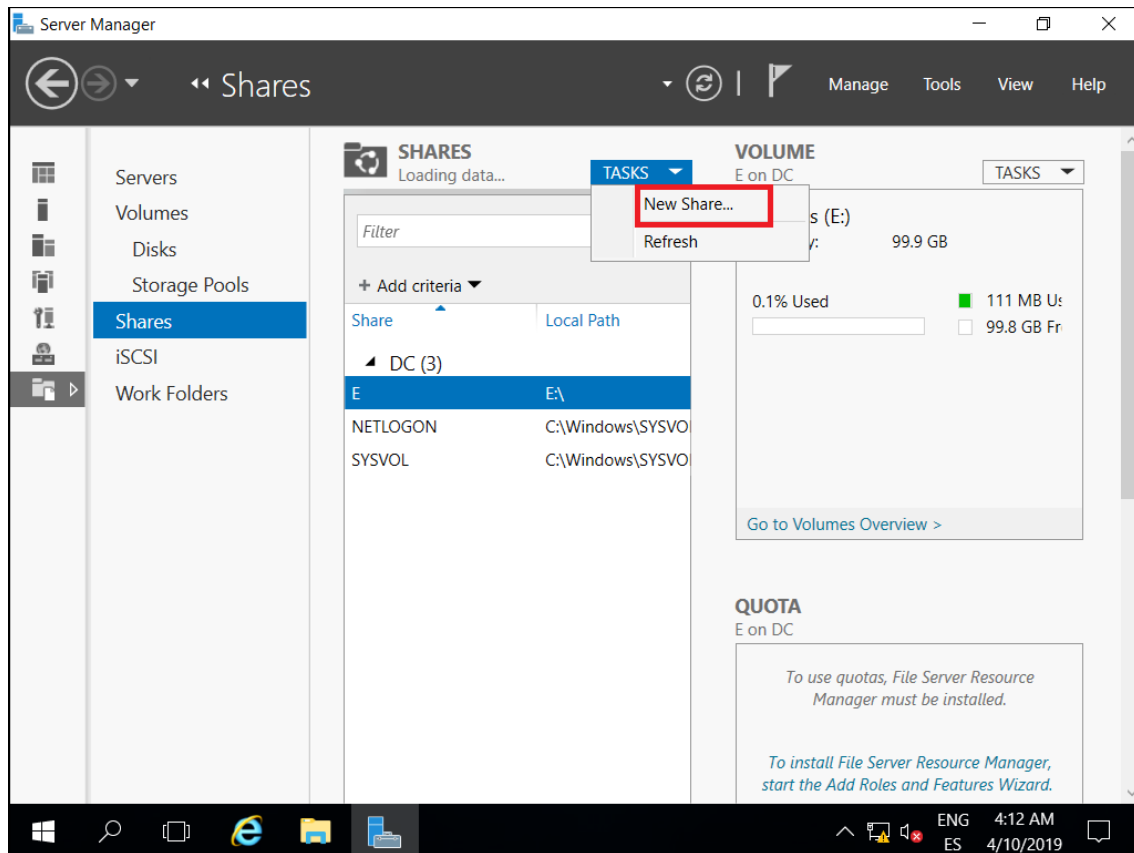 Server Manager
Shares
Manage Tools View Help
Servers
Volumes
Disks
Storage Pools
Shares
iSCSI
Work Folders
SHARES
Loading data...
TASKS
New Share...
Refresh
Filter
Add criteria
Share Local Path
DC (3)
E E:\
NETLOGON C:\Windows\SYSVO
SYSVOL C:\Windows\SYSVO
VOLUME
E on DC
TASKS
s (E:)
y: 99.9 GB
0.1% Used
111 MB Us
99.8 GB Fr
Go to Volumes Overview >
QUOTA
E on DC
To use quotas, File Server Resource
Manager must be installed.
To install File Server Resource Manager,
start the Add Roles and Features Wizard.
ENG
ES
4:12 AM
4/10/2019